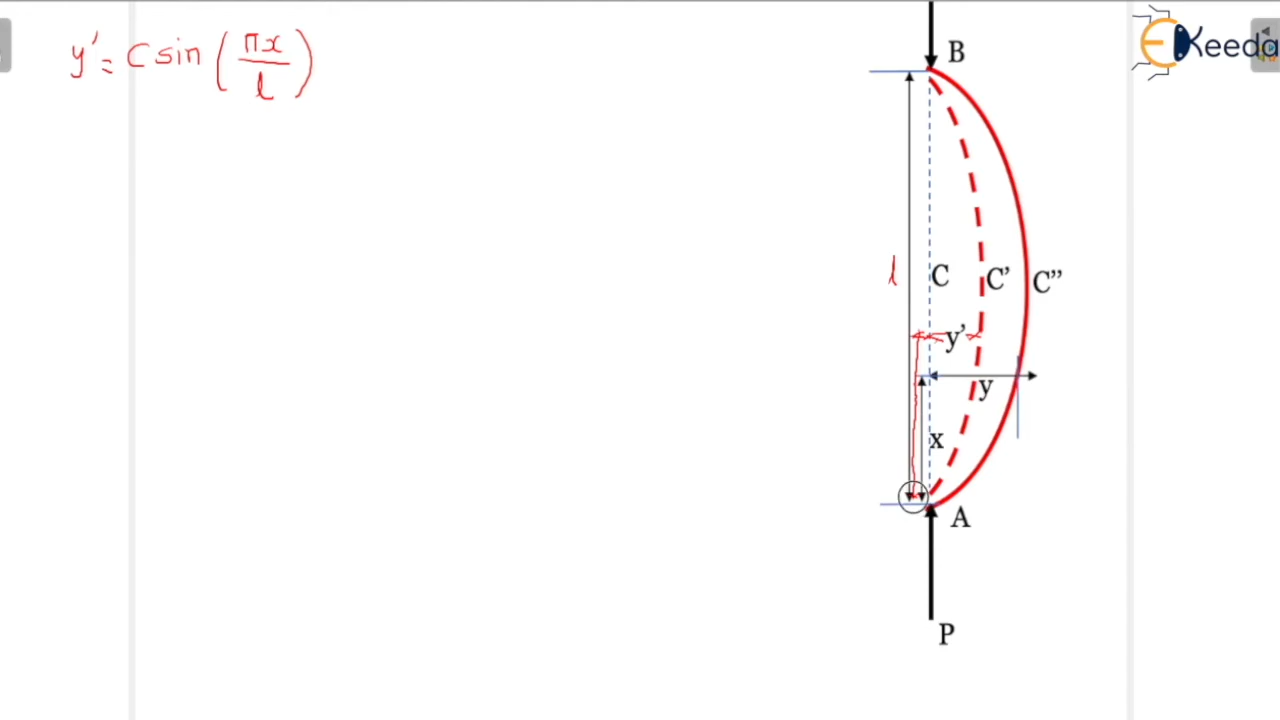 y' = C sin (πx / l)
B
Keeda
l
C
C'
C"
y'
y
x
A
P